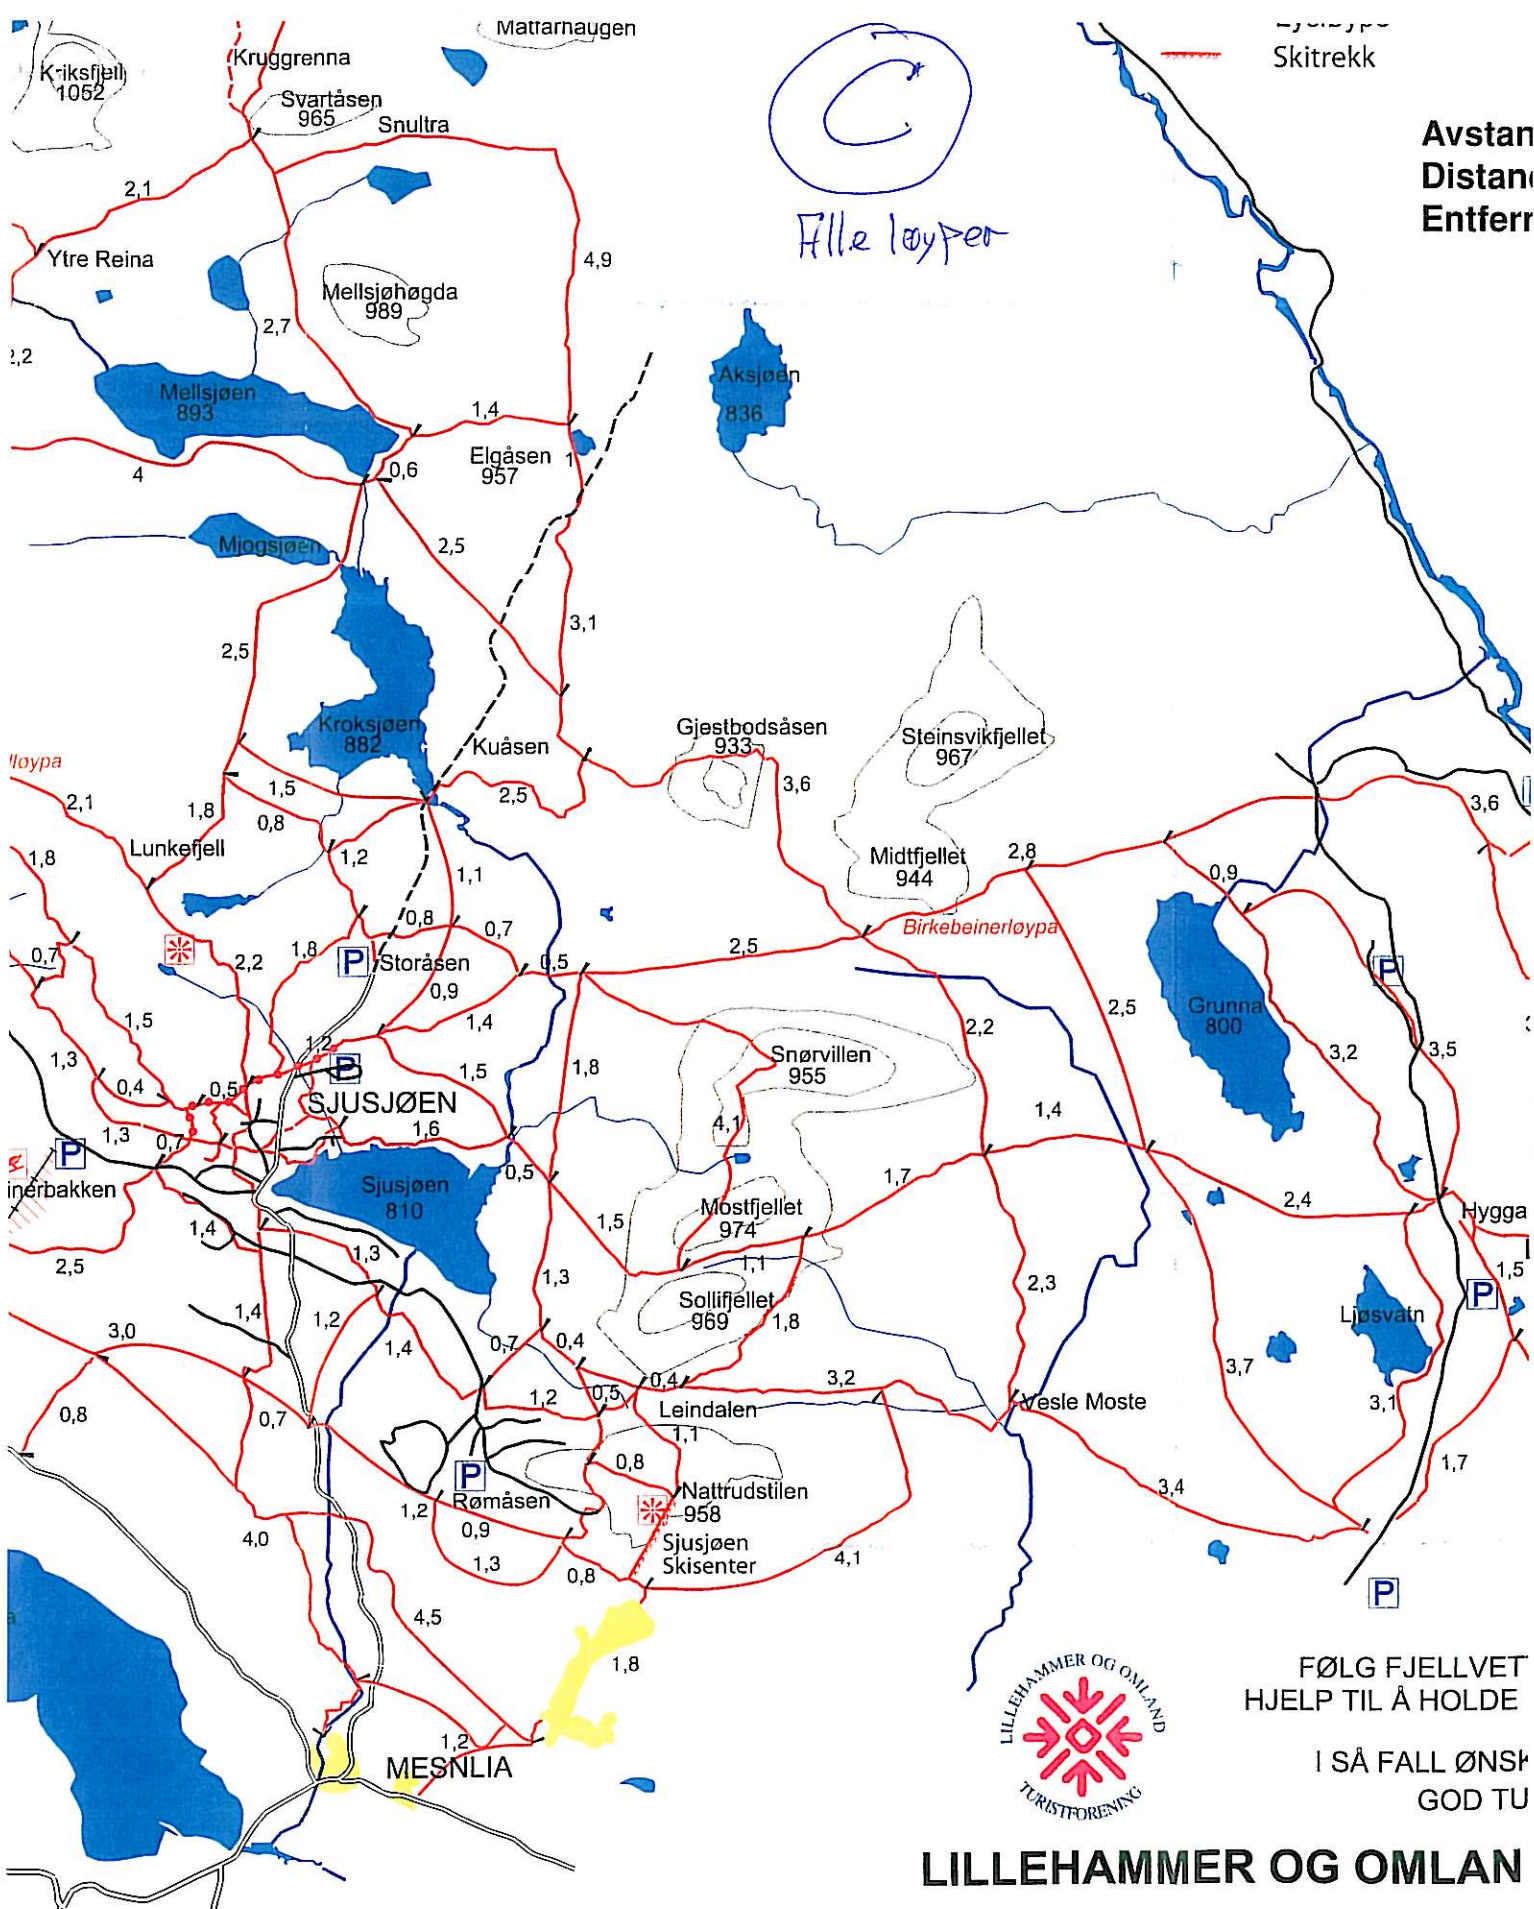 Matfarhaugen
Skitrekk
Kruggrenna
K-iksfjell
1052
Svartåsen
965
Snultra
C
Alle løyper
Avstan
Distan
Entferr
2,1
Ytre Reina
4,9
Mellsjøhøgda
989
2,7
2,2
Mellsjøen
893
Aksjøen
836
1,4
Elgåsen
957
1
4
0,6
Mjogsjøen
2,5
3,1
2,5
Kroksjøen
882
Kuåsen
Gjestbodsåsen
933
Steinsvikfjellet
967
løypa
2,1
1,5
2,5
3,6
3,6
1,8
0,8
Lunkefjell
1,2
1,8
1,1
Midtfjellet
944
2,8
0,9
0,8
0,7
Birkebeinerløypa
0,7
1,8
P
Storåsen
0,5
2,5
2,2
0,9
P
Grunna
800
1,5
1,4
2,2
2,5
1,2
1,3
P
1,5
1,8
Snørvillen
955
3,2
3,5
0,4
0,5
SJUSJØEN
1,4
4,1
1,3
0,7
1,6
P
0,5
inerbakken
Sjusjøen
810
1,7
Mostfjellet
974
2,4
Hygga
1,4
1,5
2,5
1,3
1,1
1,5
1,3
2,3
P
1,4
1,2
Sollifjellet
969
1,8
Ljøsvatn
3,0
1,4
0,7
0,4
0,4
3,2
3,7
0,8
0,7
1,2
0,5
Leindalen
Vesle Moste
3,1
1,1
0,8
1,7
P
Rømåsen
1,2
Nattrudstilen
958
3,4
0,9
4,0
Sjusjøen
Skisenter
4,1
1,3
0,8
P
4,5
1,8
LILLEHAMMER OG OMLAND
TURISTFORENING
FØLG FJELLVET
HJELP TIL Å HOLDE
1,2
MESNLIA
I SÅ FALL ØNSK
GOD TU
LILLEHAMMER OG OMLAN